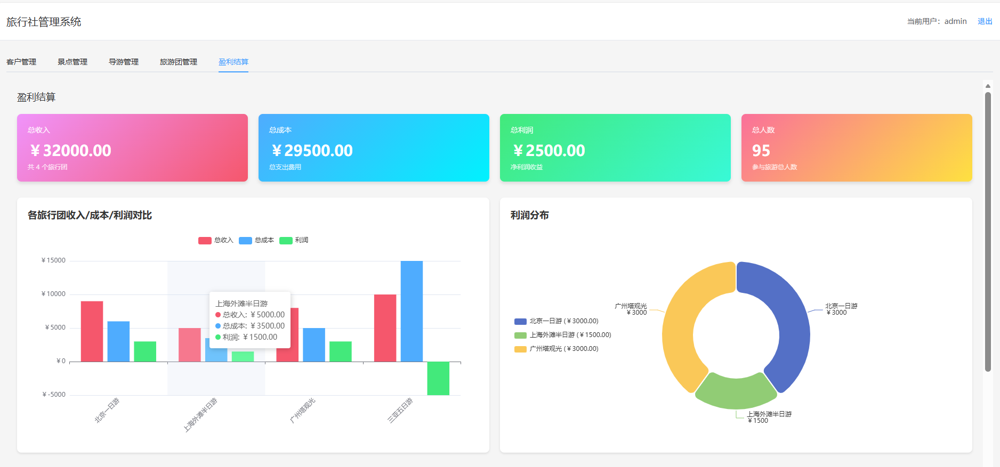 旅行社管理系统
当前用户：admin 退出
客户管理 景点管理 导游管理 旅游团管理 盈利结算
盈利结算
总收入
¥32000.00
共 4 个旅行团
总成本
¥29500.00
总支出费用
总利润
¥2500.00
净利润收益
总人数
95
参与旅游总人数
各旅行团收入/成本/利润对比
总收入 总成本 利润
¥15000
¥10000
¥5000
¥0
¥-5000
上海外滩半日游
总收入: ¥5000.00
总成本: ¥3500.00
利润: ¥1500.00
北京一日游
上海外滩半日游
广州塔观光
三亚五日游
利润分布
北京一日游 (¥3000.00)
上海外滩半日游 (¥1500.00)
广州塔观光 (¥3000.00)
广州塔观光
¥3000
北京一日游
¥3000
上海外滩半日游
¥1500